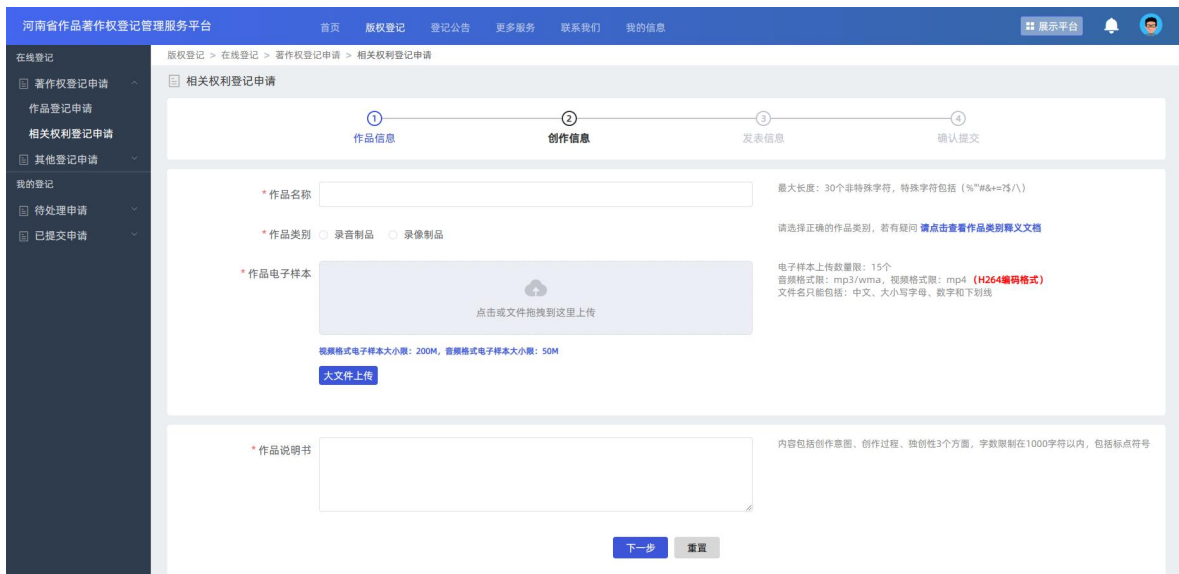 河南省作品著作权登记管理服务平台
首页 版权登记 登记公告 更多服务 联系我们 我的信息
展示平台
在线登记
著作权登记申请
作品登记申请
相关权利登记申请
其他登记申请
我的登记
待处理申请
已提交申请
版权登记 > 在线登记 > 著作权登记申请 > 相关权利登记申请
相关权利登记申请
1 2 3 4
作品信息 创作信息 发表信息 确认提交
*作品名称
最大长度：30个非特殊字符，特殊字符包括（%'"#&+=?$/\）
*作品类别 录音制品 录像制品
请选择正确的作品类别，若有疑问 请点击查看作品类别释义文档
*作品电子样本
点击或文件拖拽到这里上传
电子样本上传数量限：15个
音频格式限：mp3/wma，视频格式限：mp4 （H264编码格式）
文件名只能包括：中文、大小写字母、数字和下划线
视频格式电子样本大小限：200M，音频格式电子样本大小限：50M
大文件上传
*作品说明书
内容包括创作意图、创作过程、独创性3个方面，字数限制在1000字符以内，包括标点符号
下一步 重置